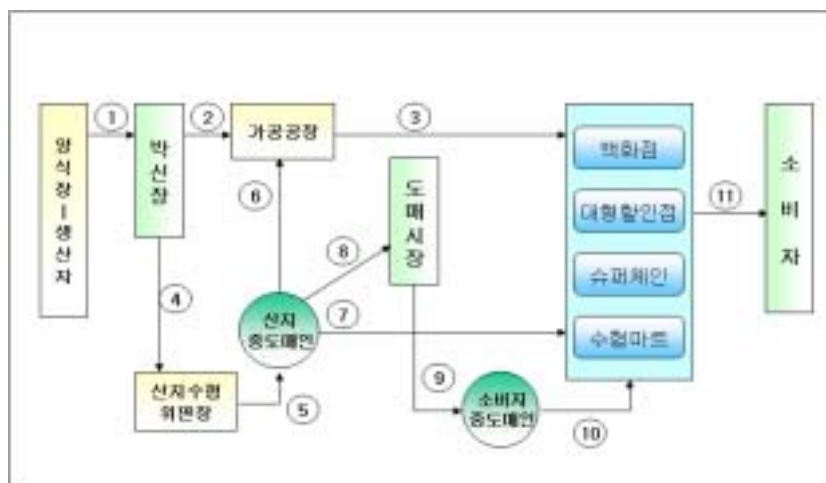 ①
②
③
양식장-생산자
박신장
가공공장
백화점
소비자
⑥
도매시장
⑪
대형할인점
⑧
④
슈퍼체인
산지
중도매인
⑦
수협마트
산지수협
위판장
⑤
⑨
소비지
중도매인
⑩